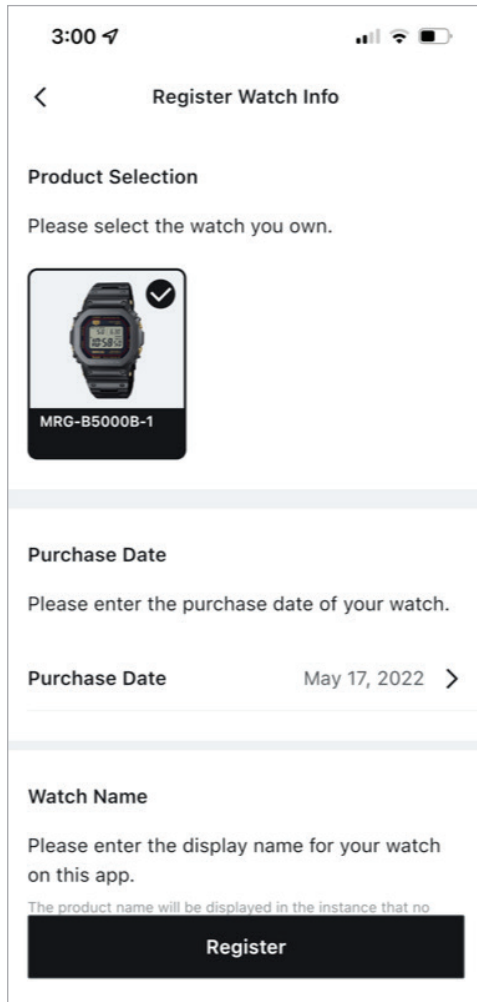 3:00
Register Watch Info
Product Selection
Please select the watch you own.
10:58
MRG-B5000B-1
Purchase Date
Please enter the purchase date of your watch.
Purchase Date May 17, 2022
Watch Name
Please enter the display name for your watch
on this app.
The product name will be displayed in the instance that no
Register